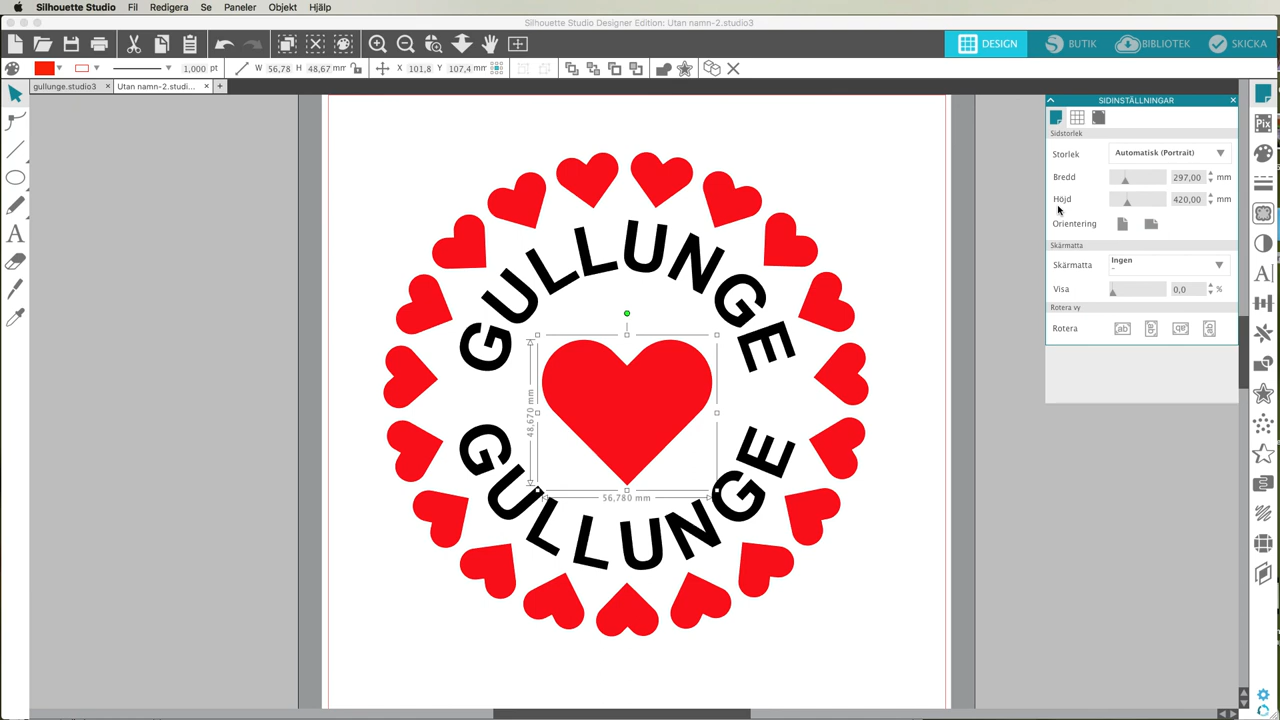 Silhouette Studio Fil Redigera Se Paneler Objekt Hjälp
Silhouette Studio Designer Edition: Utan namn-2.studio3
DESIGN BUTIK BIBLIOTEK SKICKA
1,000 pt W 56,78 H 48,67 mm X 101,8 Y 107,4 mm
gullunge.studio3 × Utan namn-2.studi... × +
SIDINSTÄLLNINGAR
Sidstorlek
Storlek Automatisk (Portrait)
Bredd 297,00 mm
Höjd 420,00 mm
Orientering
Skärmatta
Skärmatta Ingen
Visa 0,0 %
Rotera vy
Rotera
Pix
A
A
GULLUNGE
48,670 mm
56,780 mm
GULLUNGE